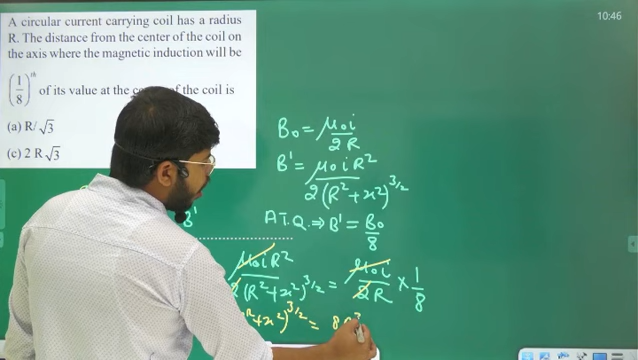 A circular current carrying coil has a radius
R. The distance from the center of the coil on
the axis where the magnetic induction will be
(1/8)^th of its value at the of the coil is
(a) R/√3
(c) 2 R√3
10:46
B₀ = μ₀i/2R
B' = μ₀iR²/2(R²+x²)^3/2
A.T.Q. ⇒ B' = B₀/8
B'
μ₀iR²/2(R²+x²)^3/2 = μ₀i/2R × 1/8
R²+x²)^3/2 = 8R³